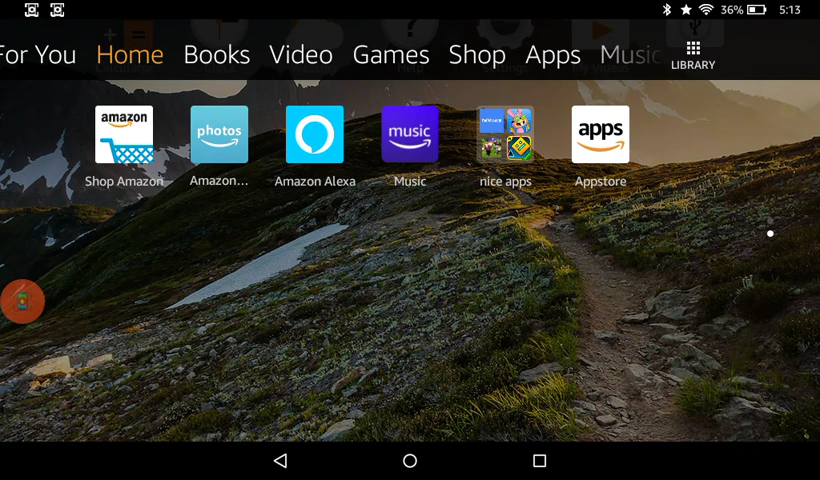 36% 5:13
For You Home Books Video Games Shop Apps Music
LIBRARY
amazon
photos
music
apps
Shop Amazon
Amazon...
Amazon Alexa
Music
nice apps
Appstore